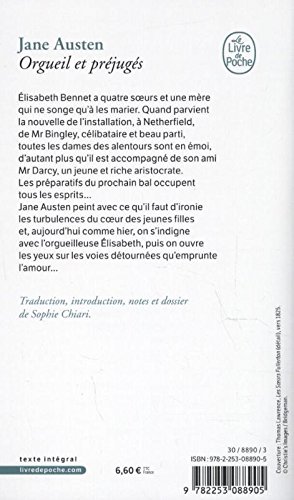 Jane Austen
Orgueil et préjugés
Le
Livre
de
Poche
Élisabeth Bennet a quatre sœurs et une mère
qui ne songe qu'à les marier. Quand parvient
la nouvelle de l'installation, à Netherfield,
de Mr Bingley, célibataire et beau parti,
toutes les dames des alentours sont en émoi,
d'autant plus qu'il est accompagné de son ami
Mr Darcy, un jeune et riche aristocrate.
Les préparatifs du prochain bal occupent
tous les esprits...
Jane Austen peint avec ce qu'il faut d'ironie
les turbulences du cœur des jeunes filles
et, aujourd'hui comme hier, on s'indigne
avec l'orgueilleuse Élisabeth, puis on ouvre
les yeux sur les voies détournées qu'emprunte
l'amour...
Traduction, introduction, notes et dossier
de Sophie Chiari.
Couverture : Thomas Lawrence, Les Sœurs Fullerton (détail), vers 1825.
© Christie's Images / Bridgeman.
texte intégral
livredepoche.com
6,60 € TTC
France
30 / 8890 / 3
ISBN : 978-2-253-08890-5
9 782253 088905